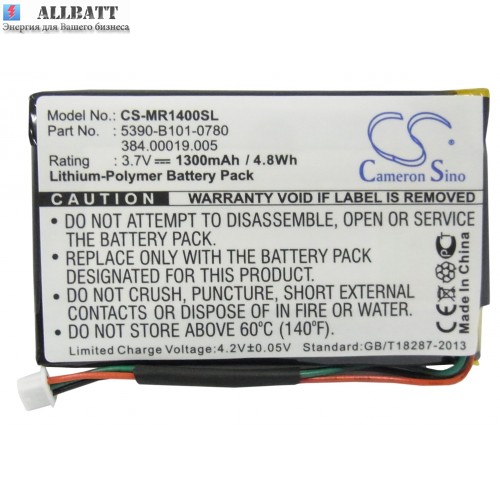 ALLBATT
Энергия для Вашего бизнеса
Model No.: CS-MR1400SL
Part No. : 5390-B101-0780
384.00019.005
Rating : 3.7V⎓ 1300mAh / 4.8Wh
Lithium-Polymer Battery Pack
CS
Cameron Sino
WARRANTY VOID IF LABEL IS REMOVED
• DO NOT ATTEMPT TO DISASSEMBLE, OPEN OR SERVICE
THE BATTERY PACK.
• REPLACE ONLY WITH THE BATTERY PACK DESIGNATED
FOR THIS PRODUCT.
• DO NOT CRUSH, PUNCTURE, SHORT EXTERNAL
CONTACTS OR DISPOSE OF IN FIRE OR WATER.
• DO NOT EXPOSE TO TEMPERATURE ABOVE 60°C (140°F).
Made In China
Limited Charge Voltage:4.2V±0.05V
Standard:GB/T18287-2013